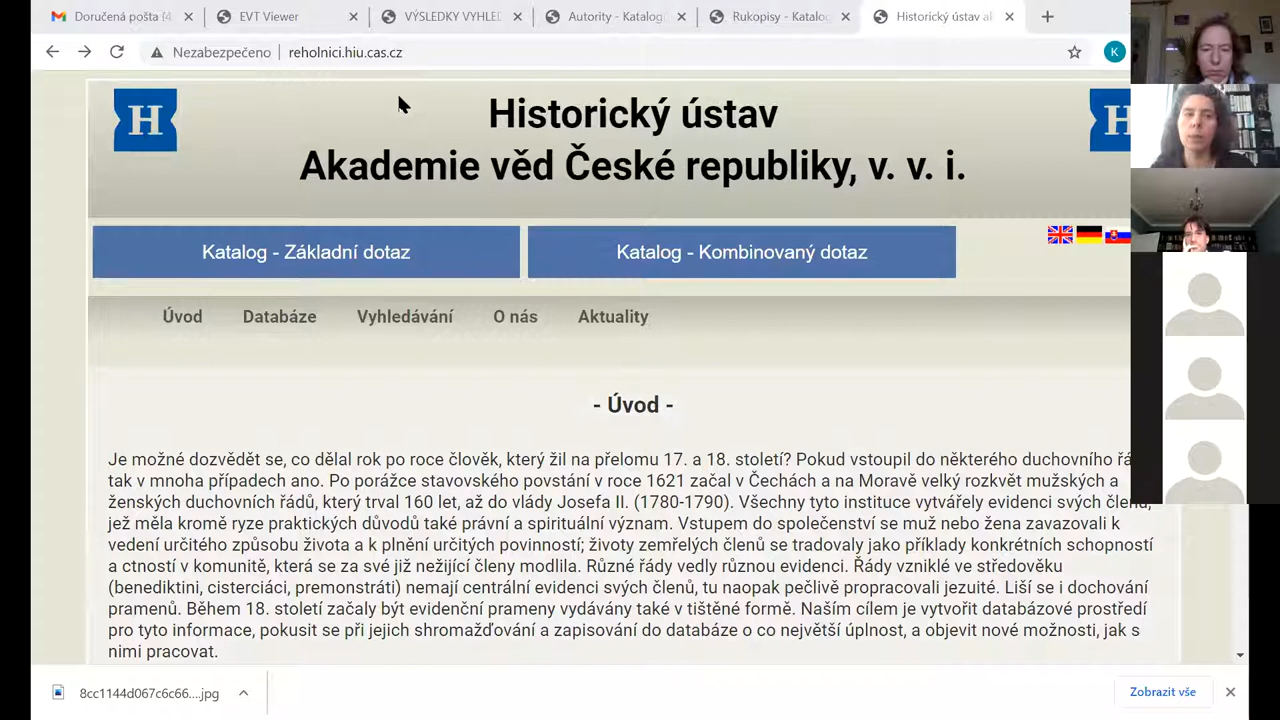 Doručená pošta (4
EVT Viewer
VÝSLEDKY VYHLED
Autority - Katalog
Rukopisy - Katalog
Historický ústav a
Nezabezpečeno
reholnici.hiu.cas.cz
K
H
Historický ústav
H
Akademie věd České republiky, v. v. i.
Katalog - Základní dotaz
Katalog - Kombinovaný dotaz
Úvod
Databáze
Vyhledávání
O nás
Aktuality
- Úvod -
Je možné dozvědět se, co dělal rok po roce člověk, který žil na přelomu 17. a 18. století? Pokud vstoupil do některého duchovního řá
tak v mnoha případech ano. Po porážce stavovského povstání v roce 1621 začal v Čechách a na Moravě velký rozkvět mužských a
ženských duchovních řádů, který trval 160 let, až do vlády Josefa II. (1780-1790). Všechny tyto instituce vytvářely evidenci svých členů,
jež měla kromě ryze praktických důvodů také právní a spirituální význam. Vstupem do společenství se muž nebo žena zavazovali k
vedení určitého způsobu života a k plnění určitých povinností; životy zemřelých členů se tradovaly jako příklady konkrétních schopností
a ctností v komunitě, která se za své již nežijící členy modlila. Různé řády vedly různou evidenci. Řády vzniklé ve středověku
(benediktini, cisterciáci, premonstráti) nemají centrální evidenci svých členů, tu naopak pečlivě propracovali jezuité. Liší se i dochování
pramenů. Během 18. století začaly být evidenční prameny vydávány také v tištěné formě. Naším cílem je vytvořit databázové prostředí
pro tyto informace, pokusit se při jejich shromažďování a zapisování do databáze o co největší úplnost, a objevit nové možnosti, jak s
nimi pracovat.
8cc1144d067c6c66....jpg
Zobrazit vše